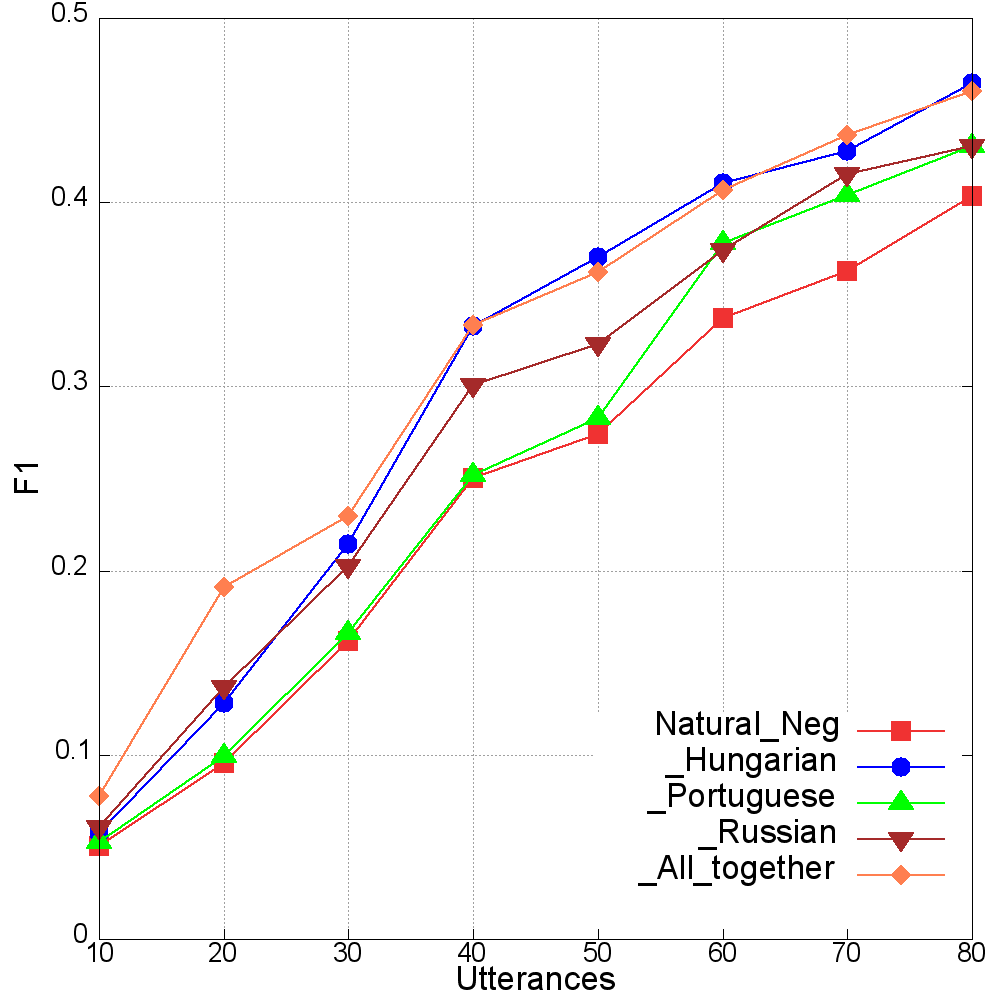 0.5
0.4
0.3
0.2
0.1
0
F1
10 20 30 40 50 60 70 80
Utterances
Natural_Neg
_Hungarian
_Portuguese
_Russian
_All_together